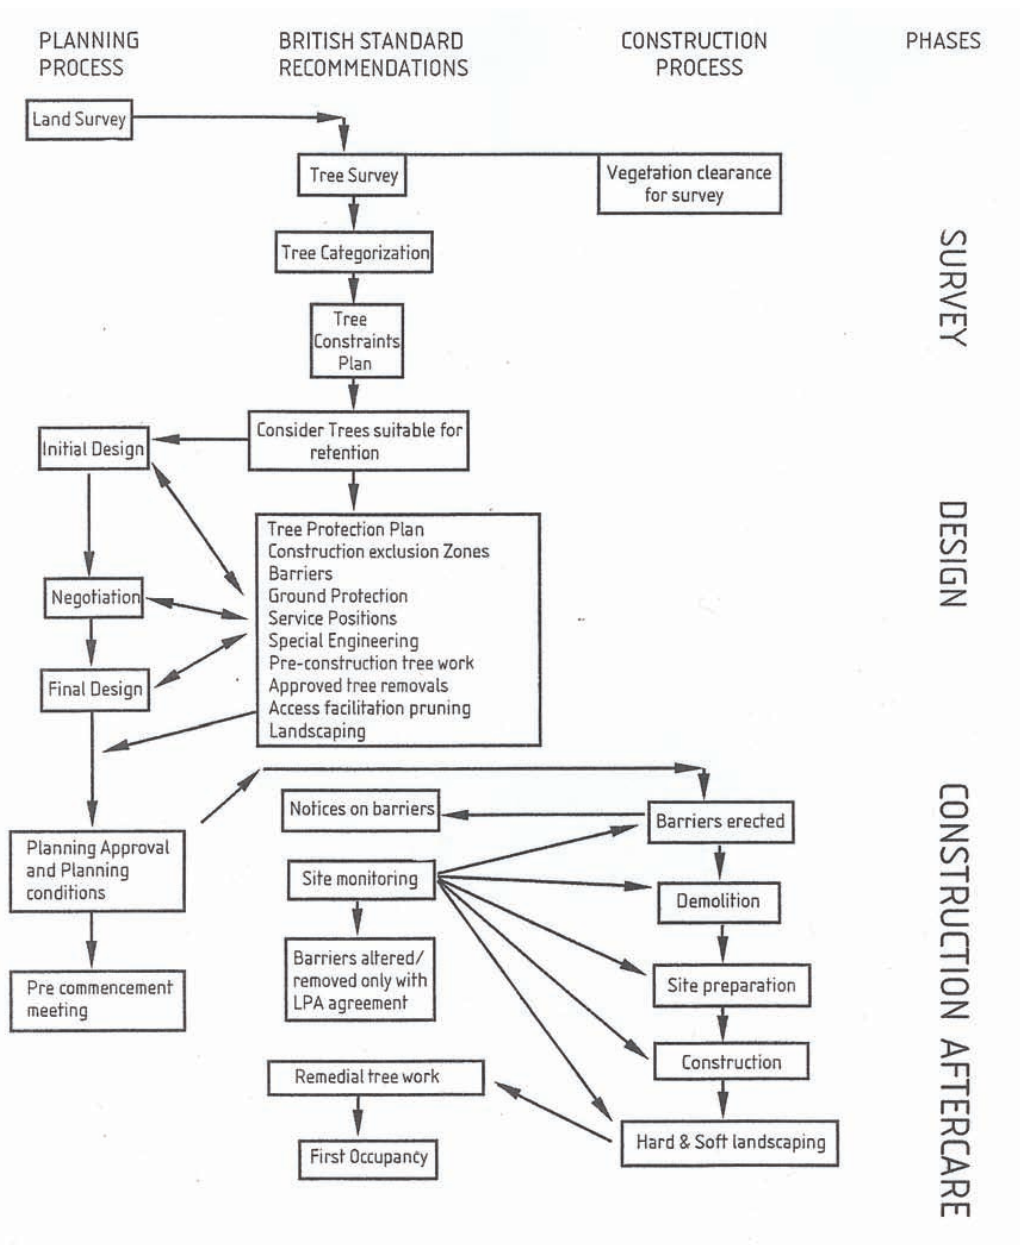 PLANNING
PROCESS
BRITISH STANDARD
RECOMMENDATIONS
CONSTRUCTION
PROCESS
PHASES
Land Survey
Tree Survey
Vegetation clearance
for survey
Tree Categorization
Tree
Constraints
Plan
SURVEY
Consider Trees suitable for
retention
Initial Design
Tree Protection Plan
Construction exclusion Zones
Barriers
Ground Protection
Service Positions
Special Engineering
Pre-construction tree work
Approved tree removals
Access facilitation pruning
Landscaping
Negotiation
Final Design
DESIGN
Planning Approval
and Planning
conditions
Pre commencement
meeting
Notices on barriers
Barriers erected
Site monitoring
Demolition
Barriers altered/
removed only with
LPA agreement
Site preparation
Construction
Remedial tree work
Hard & Soft landscaping
First Occupancy
CONSTRUCTION AFTERCARE